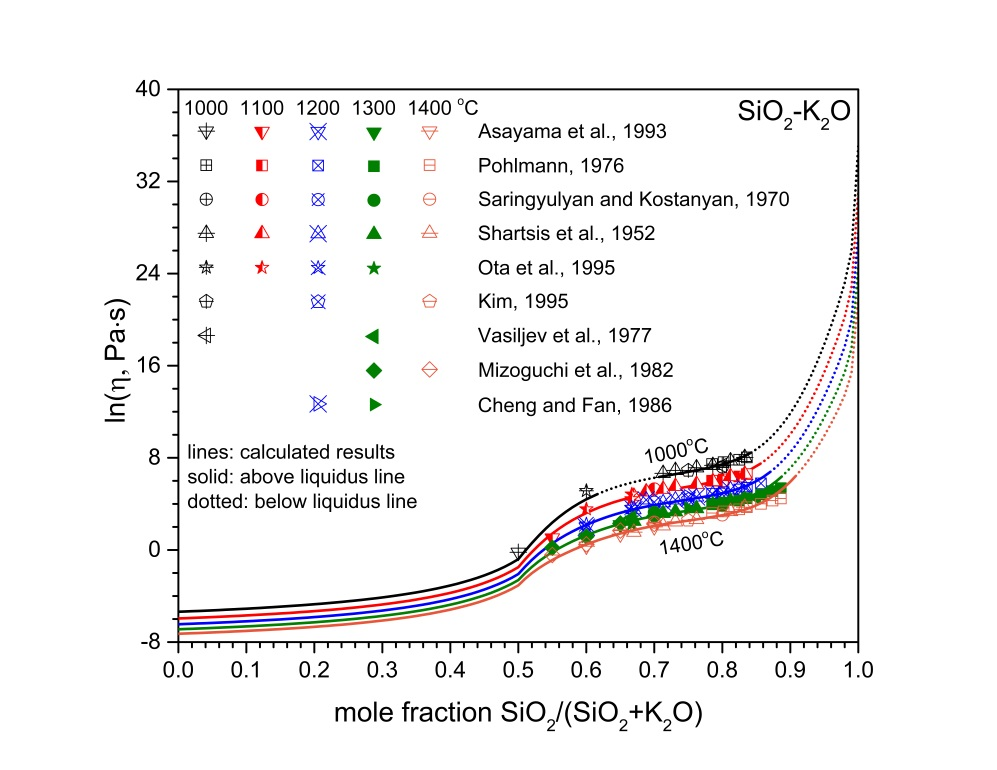 40
32
24
16
8
0
-8
ln(η, Pa·s)
1000 1100 1200 1300 1400 °C
SiO₂-K₂O
Asayama et al., 1993
Pohlmann, 1976
Saringyulyan and Kostanyan, 1970
Shartsis et al., 1952
Ota et al., 1995
Kim, 1995
Vasiljev et al., 1977
Mizoguchi et al., 1982
Cheng and Fan, 1986
lines: calculated results
solid: above liquidus line
dotted: below liquidus line
1000°C
1400°C
0.0 0.1 0.2 0.3 0.4 0.5 0.6 0.7 0.8 0.9 1.0
mole fraction SiO₂/(SiO₂+K₂O)